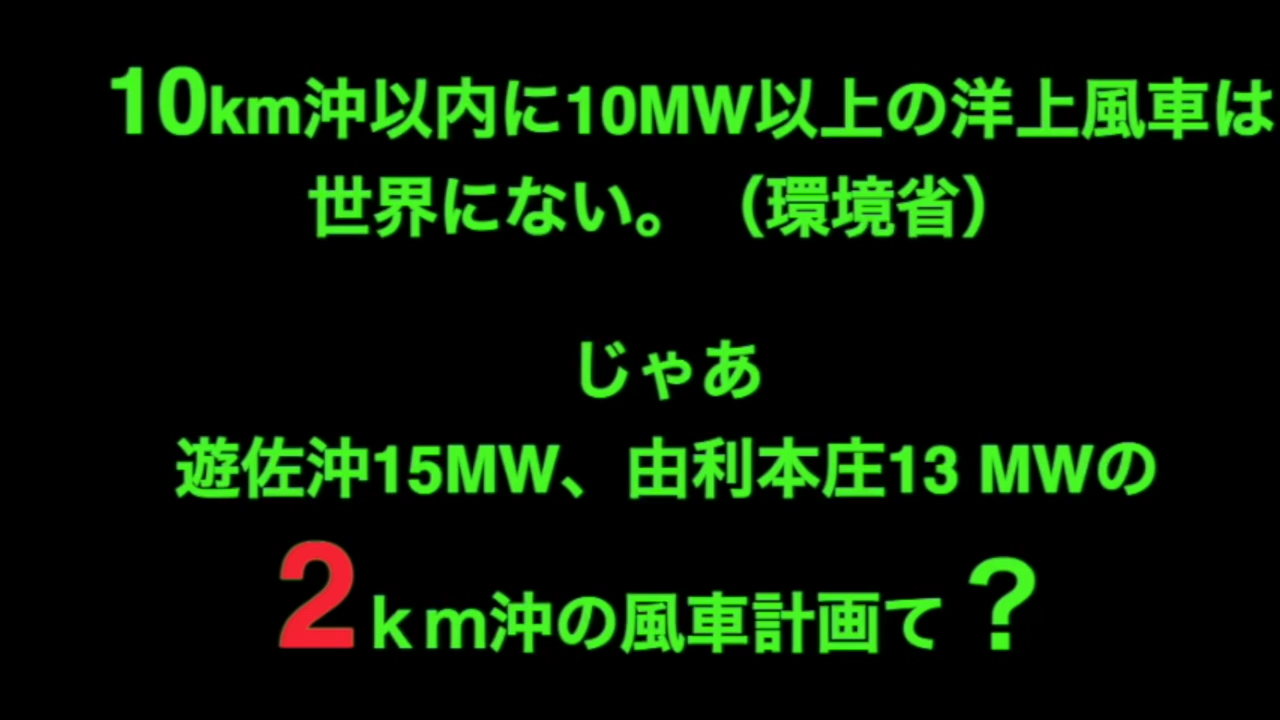 10km沖以内に10MW以上の洋上風車は
世界にない。（環境省）
じゃあ
遊佐沖15MW、由利本庄13 MWの
2ｋｍ沖の風車計画て？